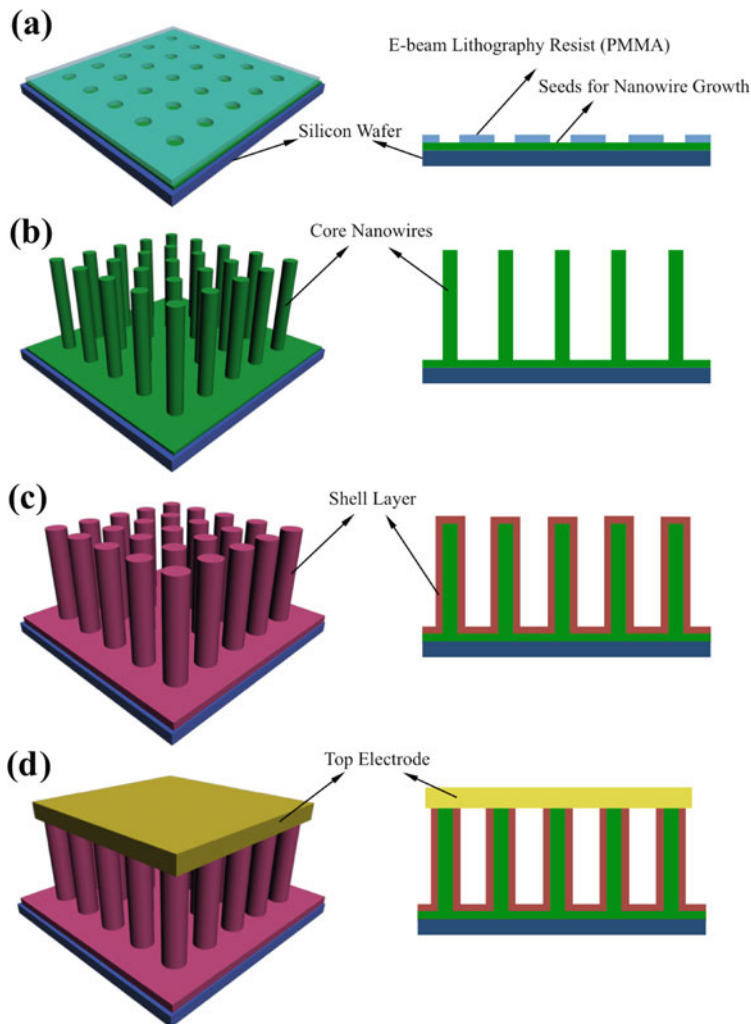 (a)
E-beam Lithography Resist (PMMA)
Seeds for Nanowire Growth
Silicon Wafer
(b)
Core Nanowires
(c)
Shell Layer
(d)
Top Electrode